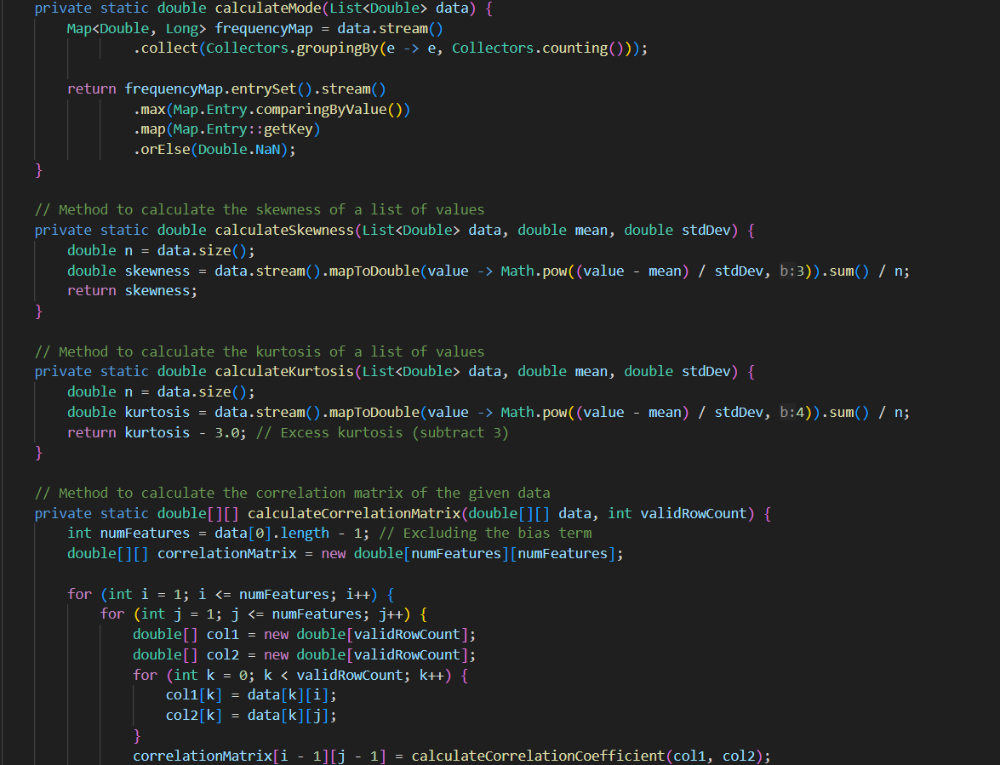 private static double calculateMode(List<Double> data) {
    Map<Double, Long> frequencyMap = data.stream()
            .collect(Collectors.groupingBy(e -> e, Collectors.counting()));

    return frequencyMap.entrySet().stream()
            .max(Map.Entry.comparingByValue())
            .map(Map.Entry::getKey)
            .orElse(Double.NaN);
}

// Method to calculate the skewness of a list of values
private static double calculateSkewness(List<Double> data, double mean, double stdDev) {
    double n = data.size();
    double skewness = data.stream().mapToDouble(value -> Math.pow((value - mean) / stdDev, b:3)).sum() / n;
    return skewness;
}

// Method to calculate the kurtosis of a list of values
private static double calculateKurtosis(List<Double> data, double mean, double stdDev) {
    double n = data.size();
    double kurtosis = data.stream().mapToDouble(value -> Math.pow((value - mean) / stdDev, b:4)).sum() / n;
    return kurtosis - 3.0; // Excess kurtosis (subtract 3)
}

// Method to calculate the correlation matrix of the given data
private static double[][] calculateCorrelationMatrix(double[][] data, int validRowCount) {
    int numFeatures = data[0].length - 1; // Excluding the bias term
    double[][] correlationMatrix = new double[numFeatures][numFeatures];

    for (int i = 1; i <= numFeatures; i++) {
        for (int j = 1; j <= numFeatures; j++) {
            double[] col1 = new double[validRowCount];
            double[] col2 = new double[validRowCount];
            for (int k = 0; k < validRowCount; k++) {
                col1[k] = data[k][i];
                col2[k] = data[k][j];
            }
            correlationMatrix[i - 1][j - 1] = calculateCorrelationCoefficient(col1, col2);